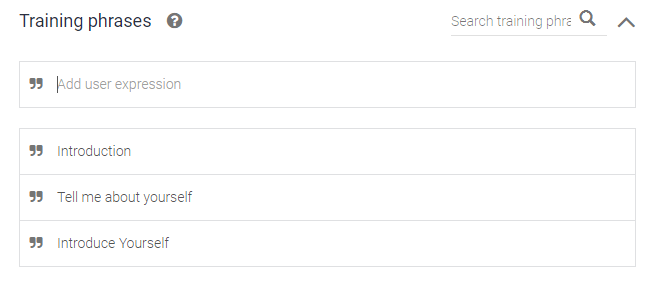 Training phrases ?
Search training phra
Add user expression
Introduction
Tell me about yourself
Introduce Yourself